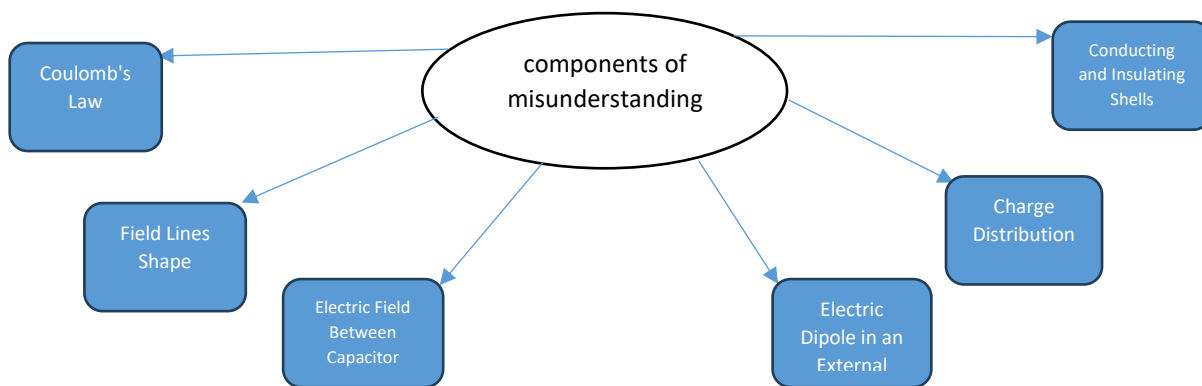 components of
misunderstanding
Coulomb's
Law
Conducting
and Insulating
Shells
Field Lines
Shape
Charge
Distribution
Electric Field
Between
Capacitor
Electric
Dipole in an
External